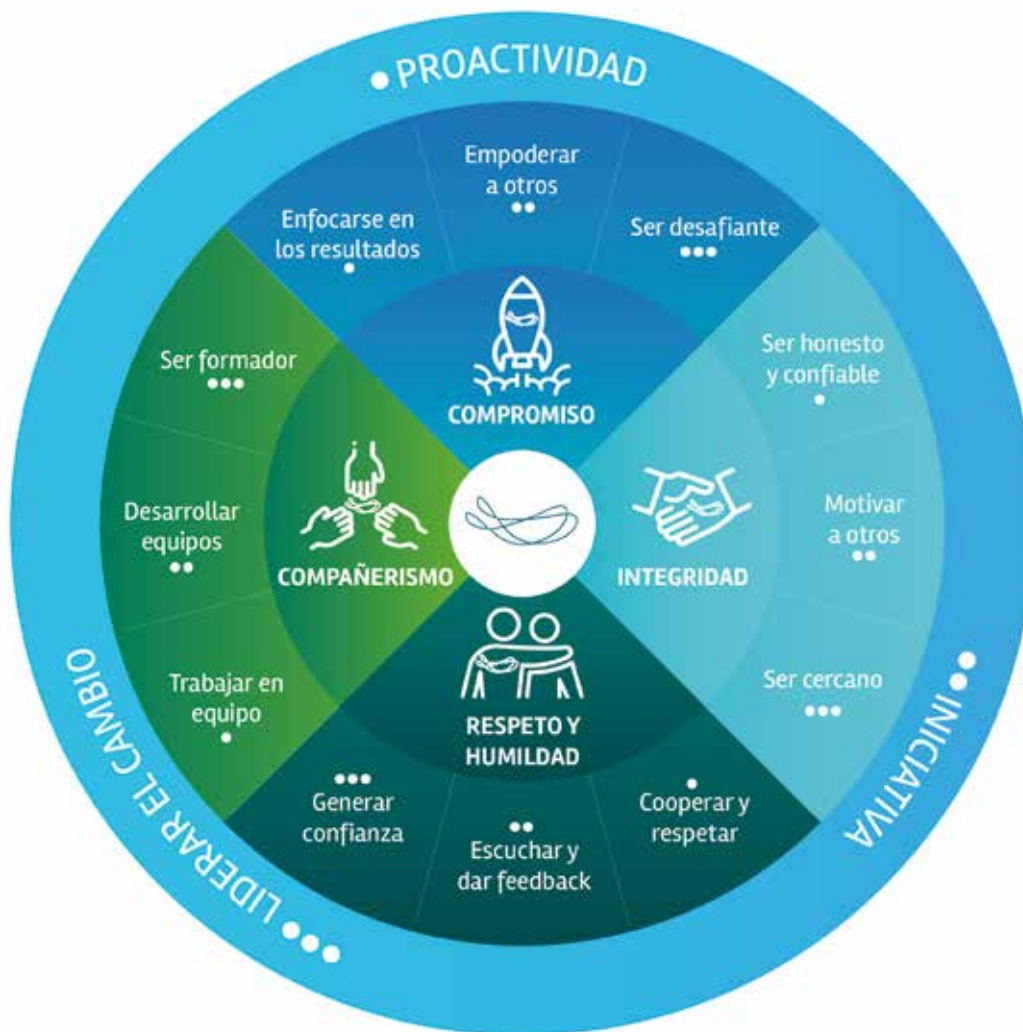 PROACTIVIDAD
Empoderar
a otros
Enfocarse en
los resultados
Ser desafiante
COMPROMISO
Ser honesto
y confiable
Motivar
a otros
Ser cercano
INTEGRIDAD
INICIATIVA
RESPETO Y
HUMILDAD
Cooperar y
respetar
Escuchar y
dar feedback
Generar
confianza
LIDERAR EL CAMBIO
COMPAÑERISMO
Trabajar en
equipo
Desarrollar
equipos
Ser formador